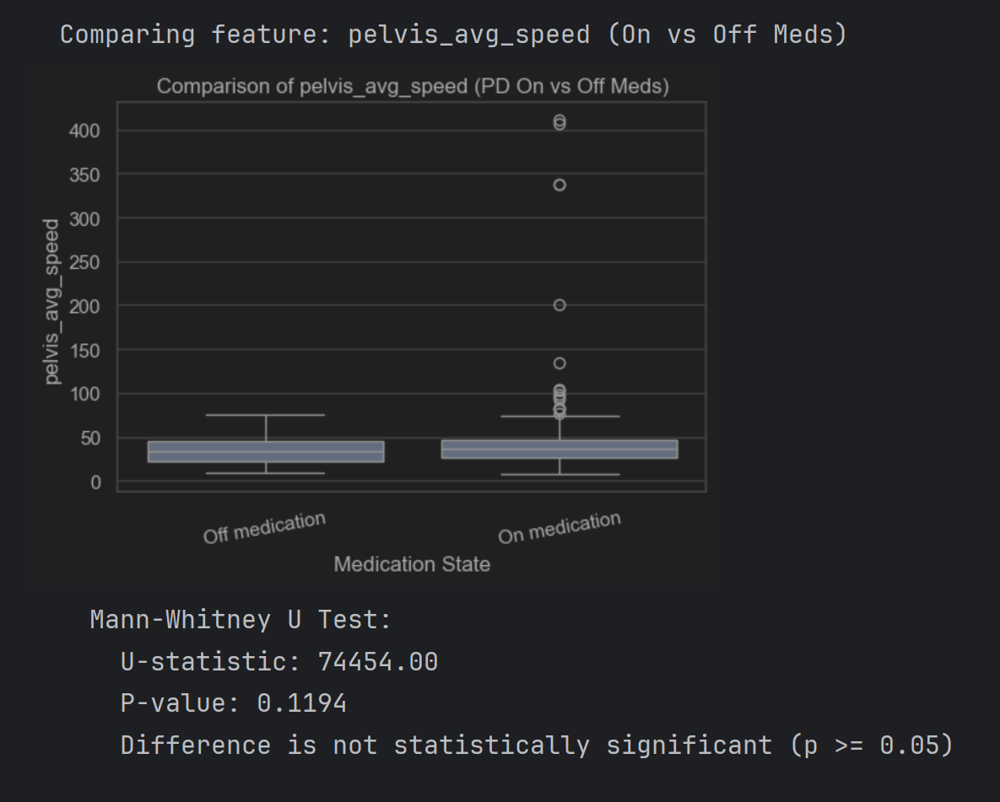 Comparing feature: pelvis_avg_speed (On vs Off Meds)
Comparison of pelvis_avg_speed (PD On vs Off Meds)
pelvis_avg_speed
400
350
300
250
200
150
100
50
0
Off medication
On medication
Medication State
Mann-Whitney U Test:
U-statistic: 74454.00
P-value: 0.1194
Difference is not statistically significant (p >= 0.05)